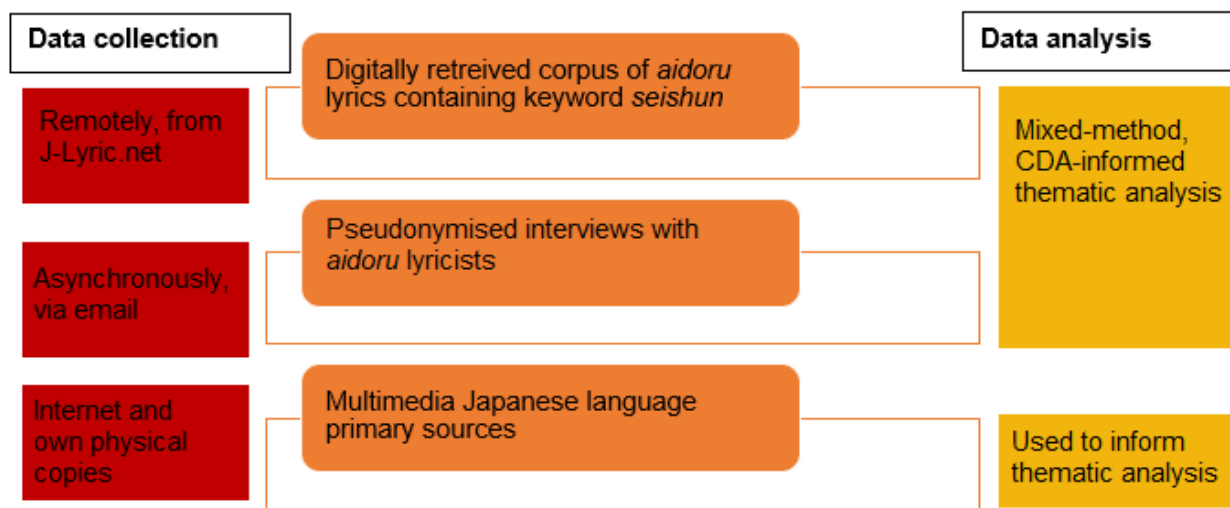 Data collection
Data analysis
Digitally retreived corpus of aidoru
lyrics containing keyword seishun
Remotely, from
J-Lyric.net
Mixed-method,
CDA-informed
thematic analysis
Pseudonymised interviews with
aidoru lyricists
Asynchronously,
via email
Multimedia Japanese language
primary sources
Internet and
own physical
copies
Used to inform
thematic analysis